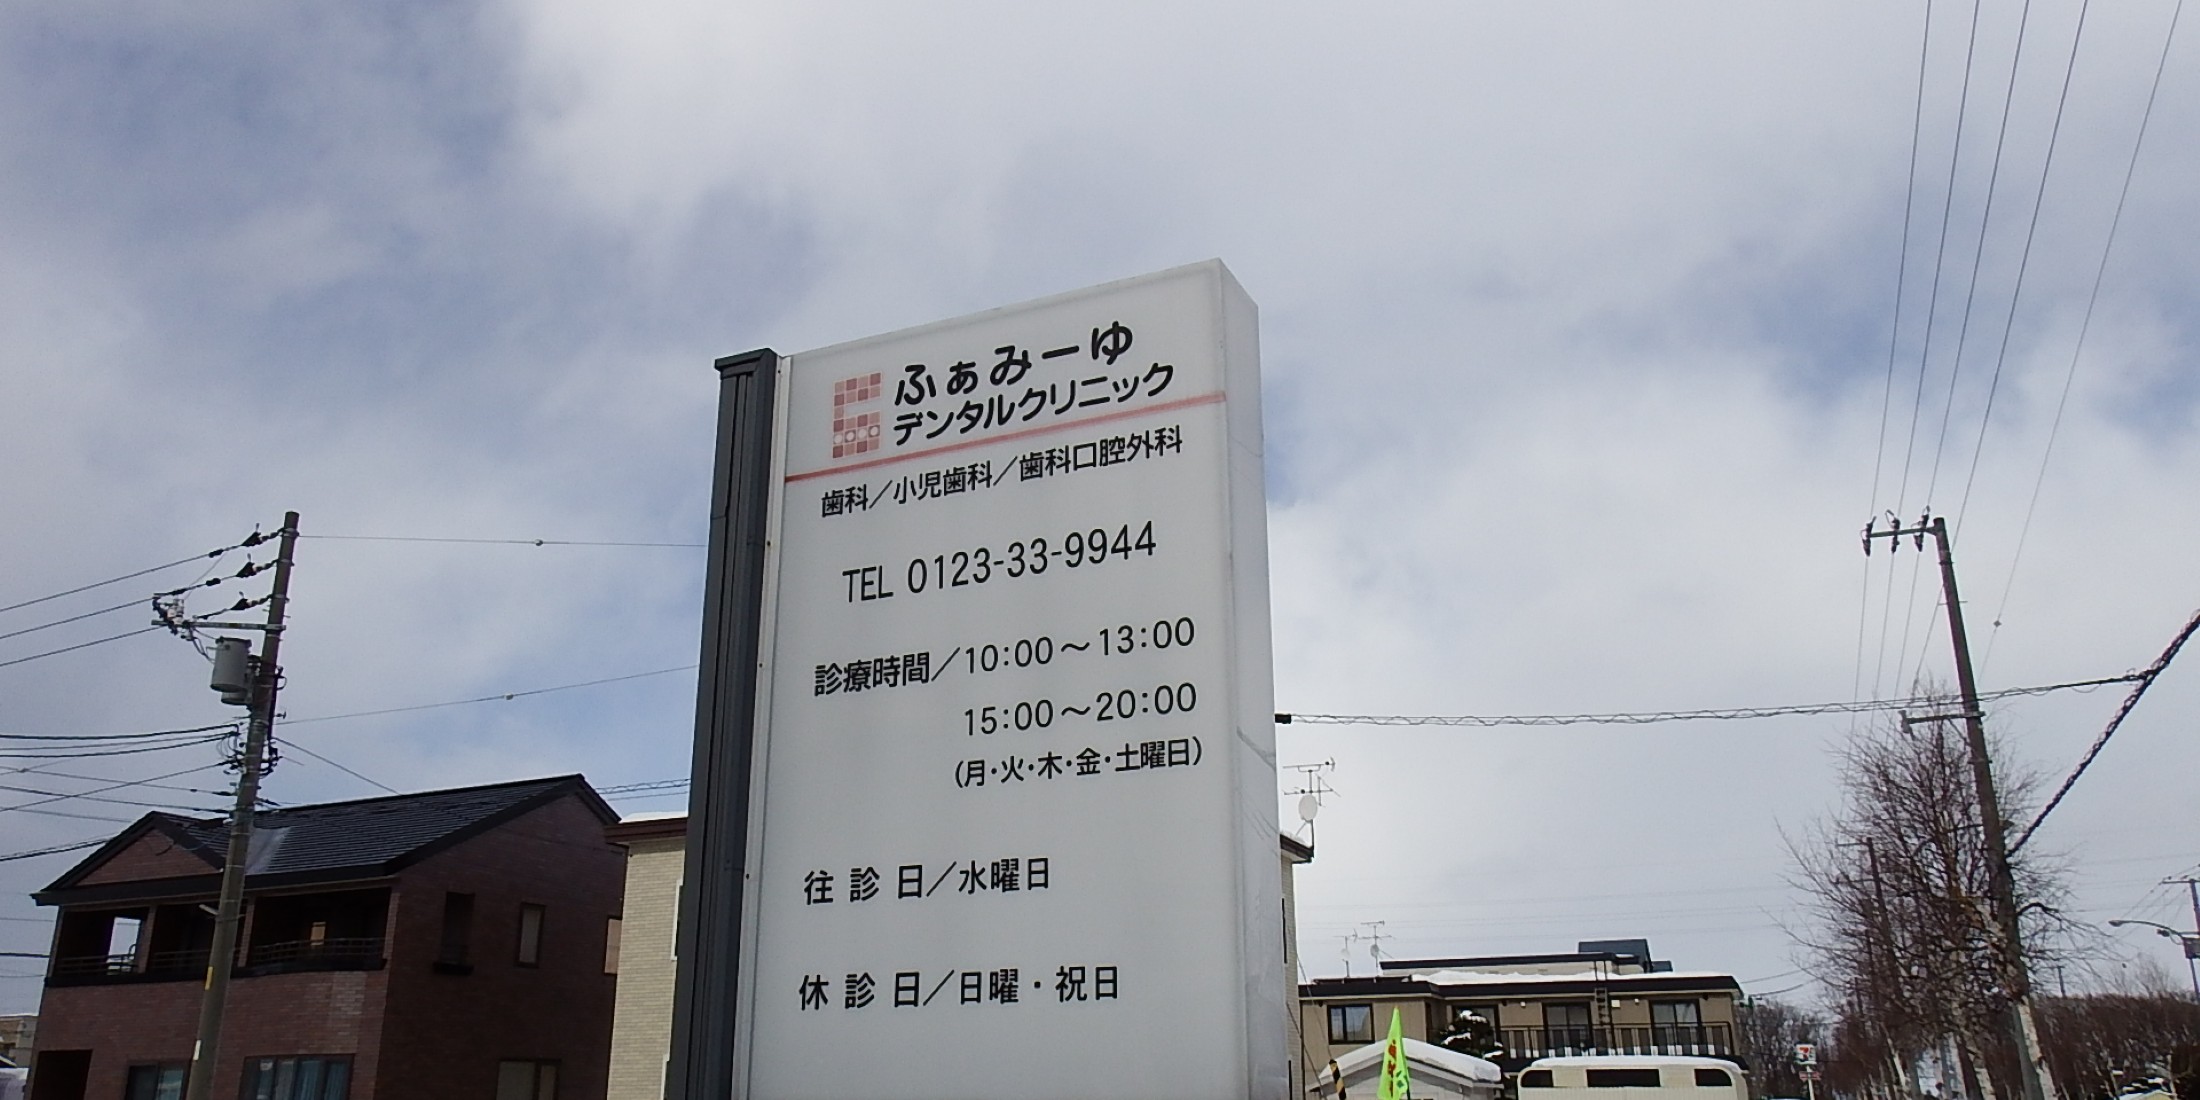 ふぁみーゆ
デンタルクリニック
歯科／小児歯科／歯科口腔外科
TEL 0123-33-9944
診療時間／10:00～13:00
15:00～20:00
(月・火・木・金・土曜日)
往診日／水曜日
休診日／日曜・祝日